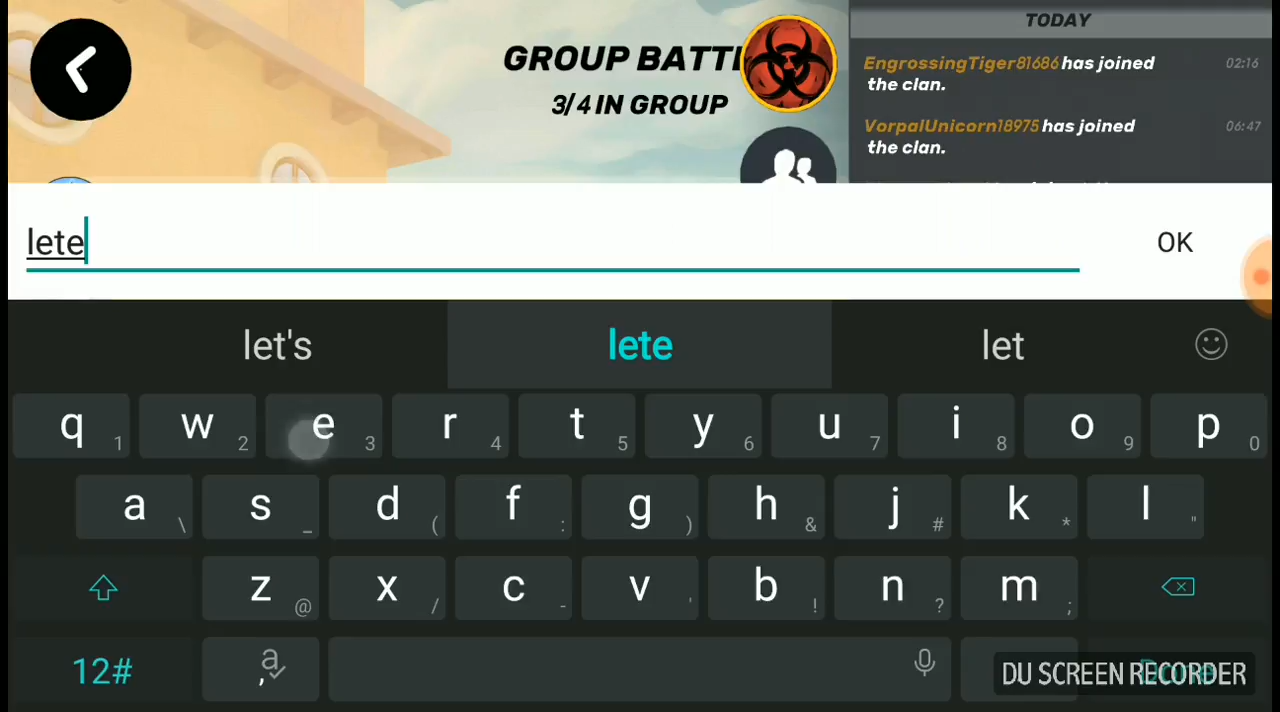 GROUP BATTL
3/4 IN GROUP
TODAY
EngrossingTiger81686 has joined 02:16
the clan.
VorpalUnicorn18975 has joined 06:47
the clan.
lete
OK
let's lete let
q 1 w 2 e 3 r 4 t 5 y 6 u 7 i 8 o 9 p 0
a \ s _ d ( f : g ) h & j # k * l "
z @ x / c - v ' b ! n ? m ;
12# a , Done
DU SCREEN RECORDER